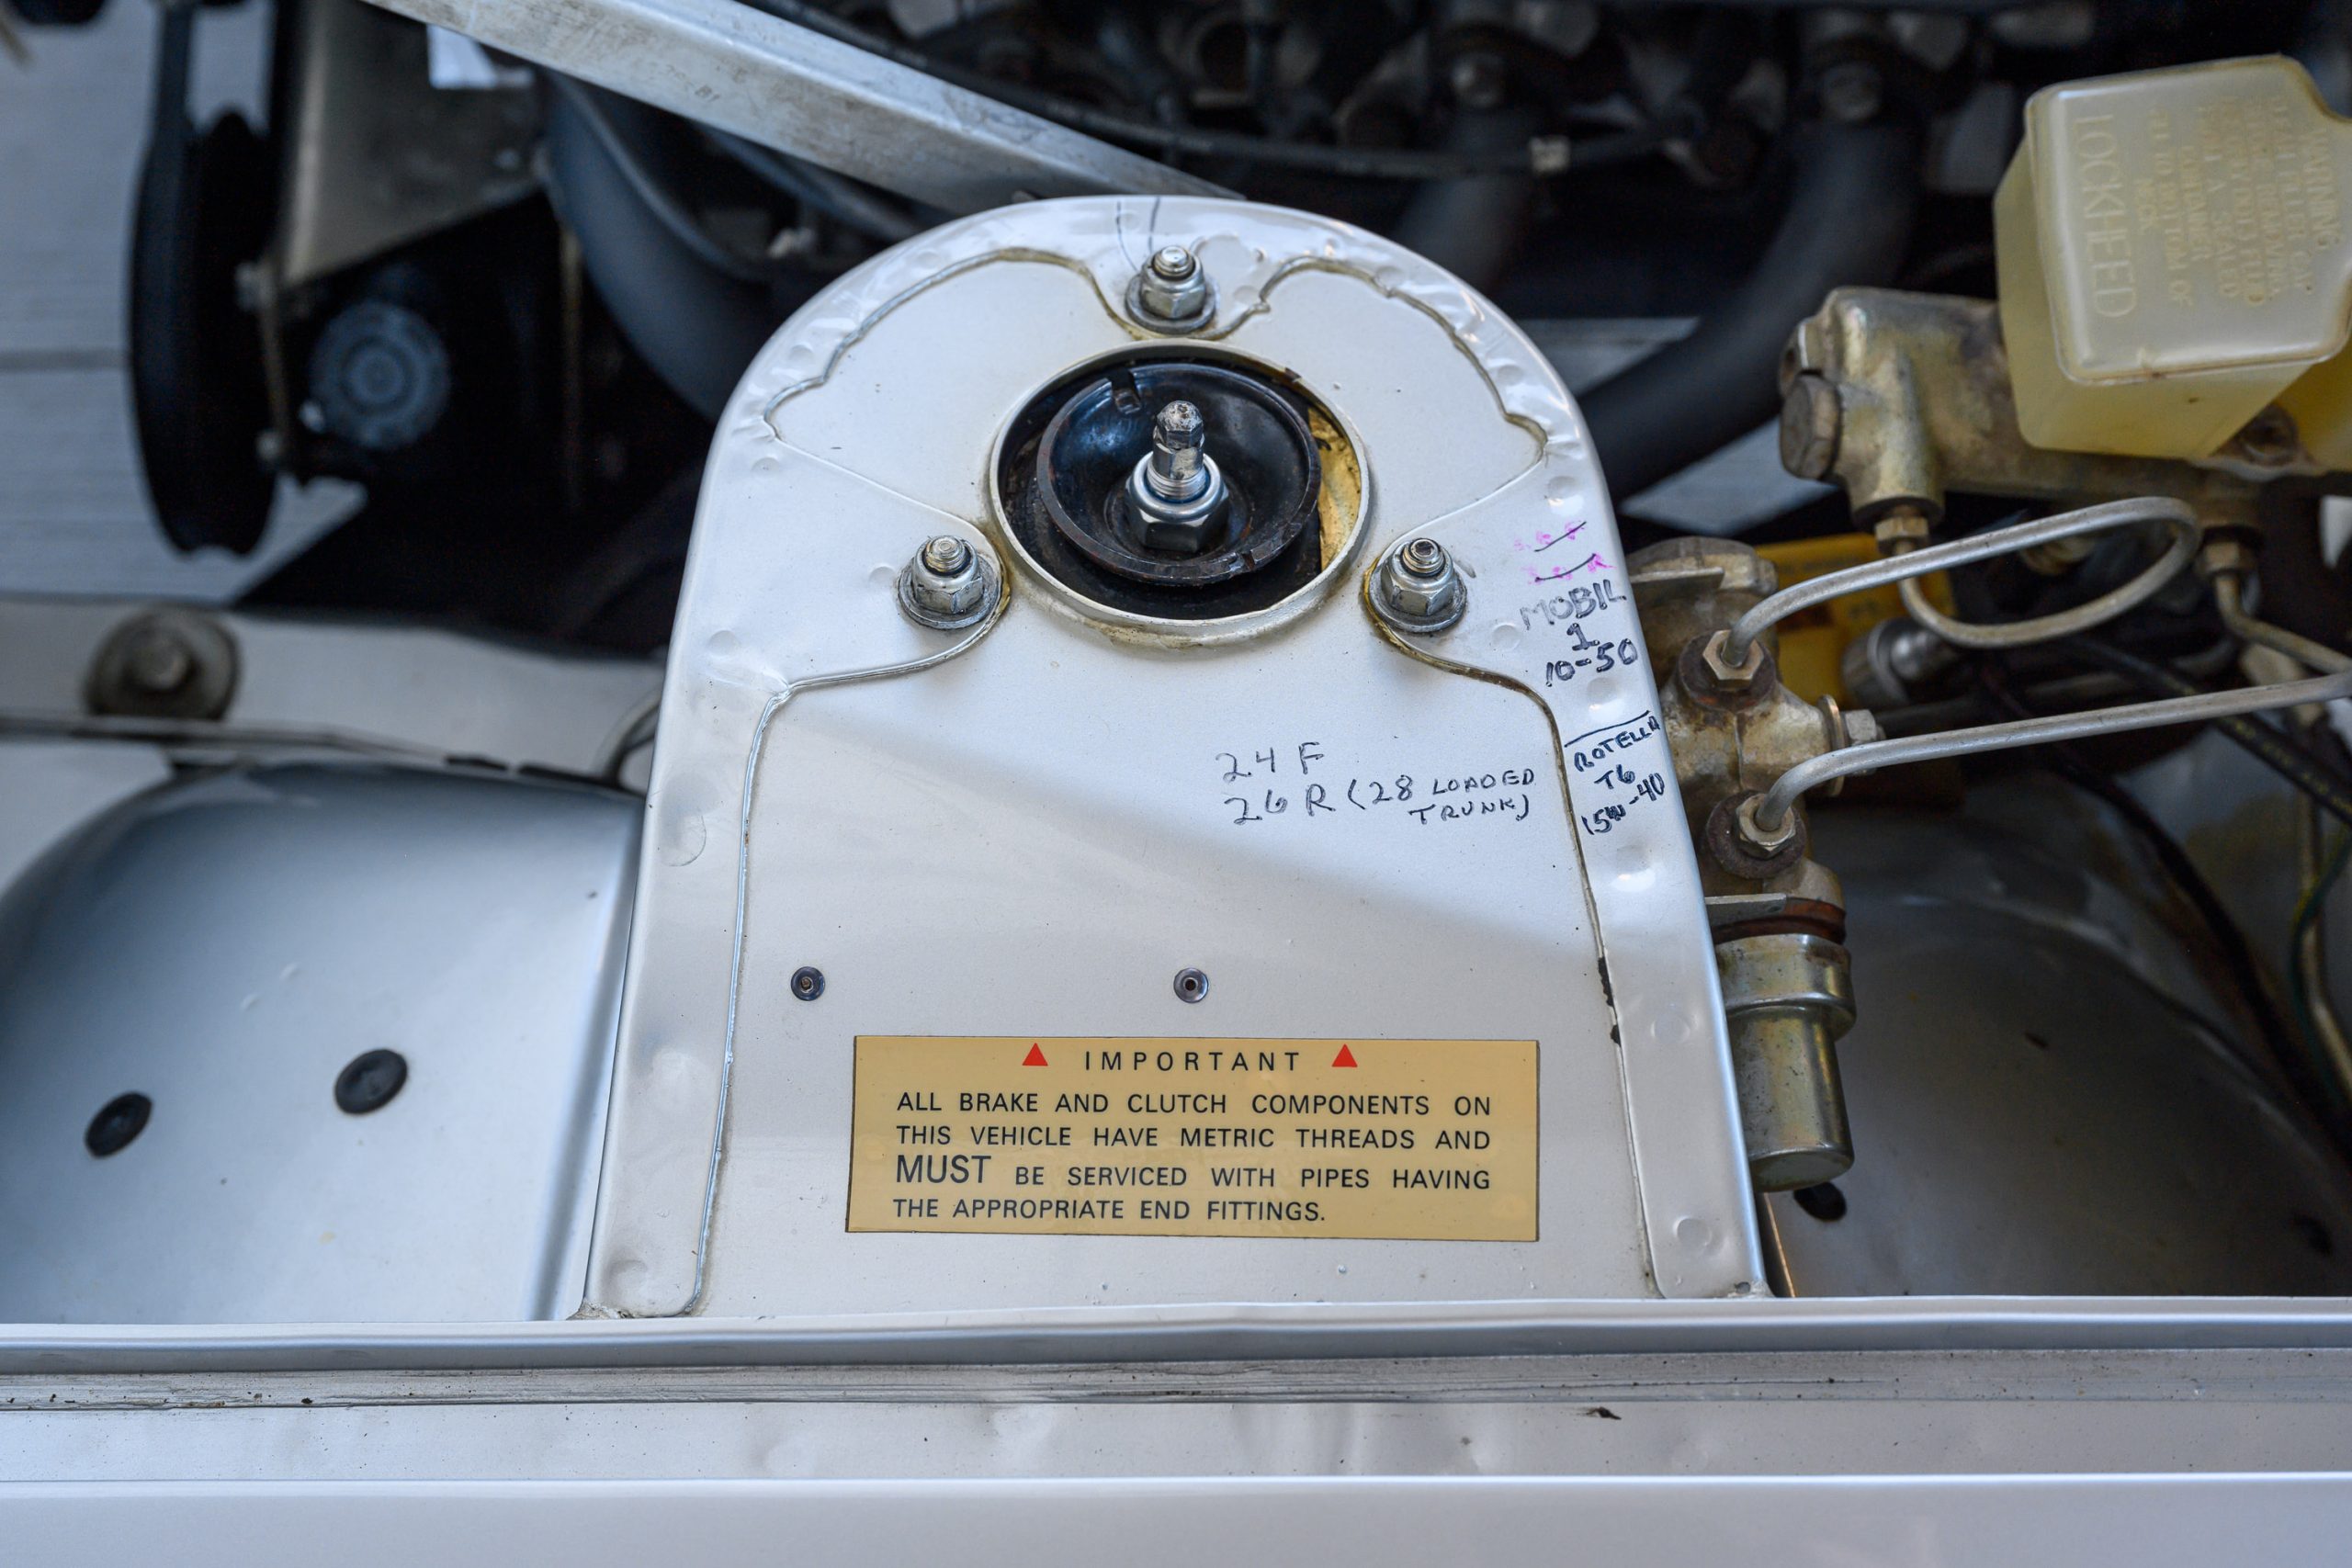 LOCKHEED
MOBIL
1
10-50
ROTELLA
T6
15W-40
24 F
26 R (28 LOADED
TRUNK)
IMPORTANT
ALL BRAKE AND CLUTCH COMPONENTS ON
THIS VEHICLE HAVE METRIC THREADS AND
MUST BE SERVICED WITH PIPES HAVING
THE APPROPRIATE END FITTINGS.